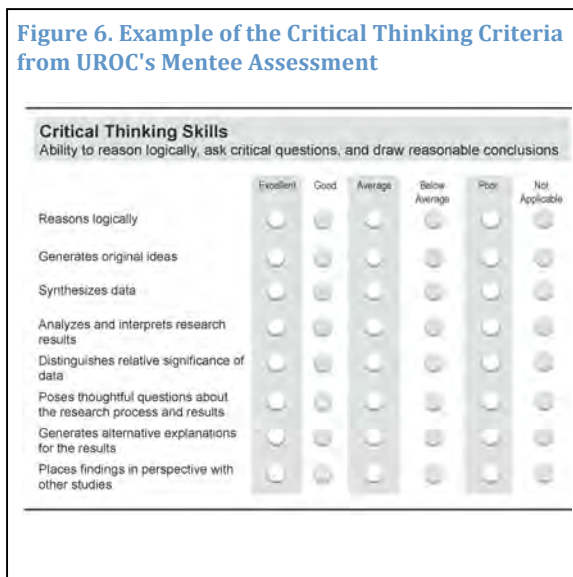 Figure 6. Example of the Critical Thinking Criteria
from UROC's Mentee Assessment
Critical Thinking Skills
Ability to reason logically, ask critical questions, and draw reasonable conclusions
Excellent Good Average Below Average Poor Not Applicable
Reasons logically
Generates original ideas
Synthesizes data
Analyzes and interprets research
results
Distinguishes relative significance of
data
Poses thoughtful questions about
the research process and results
Generates alternative explanations
for the results
Places findings in perspective with
other studies